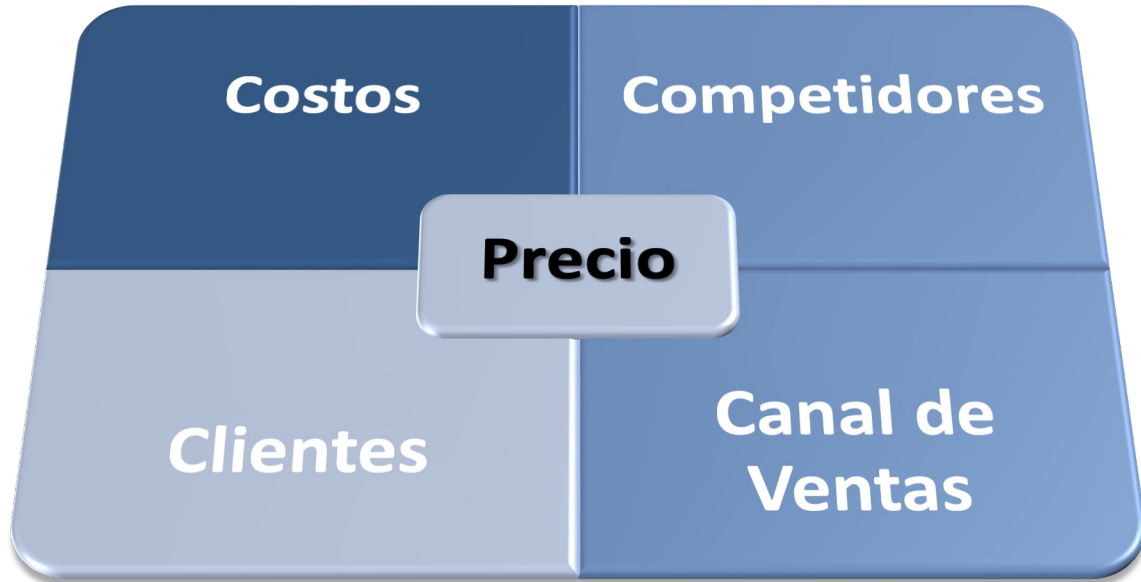 Costos
Competidores
Precio
Clientes
Canal de
Ventas